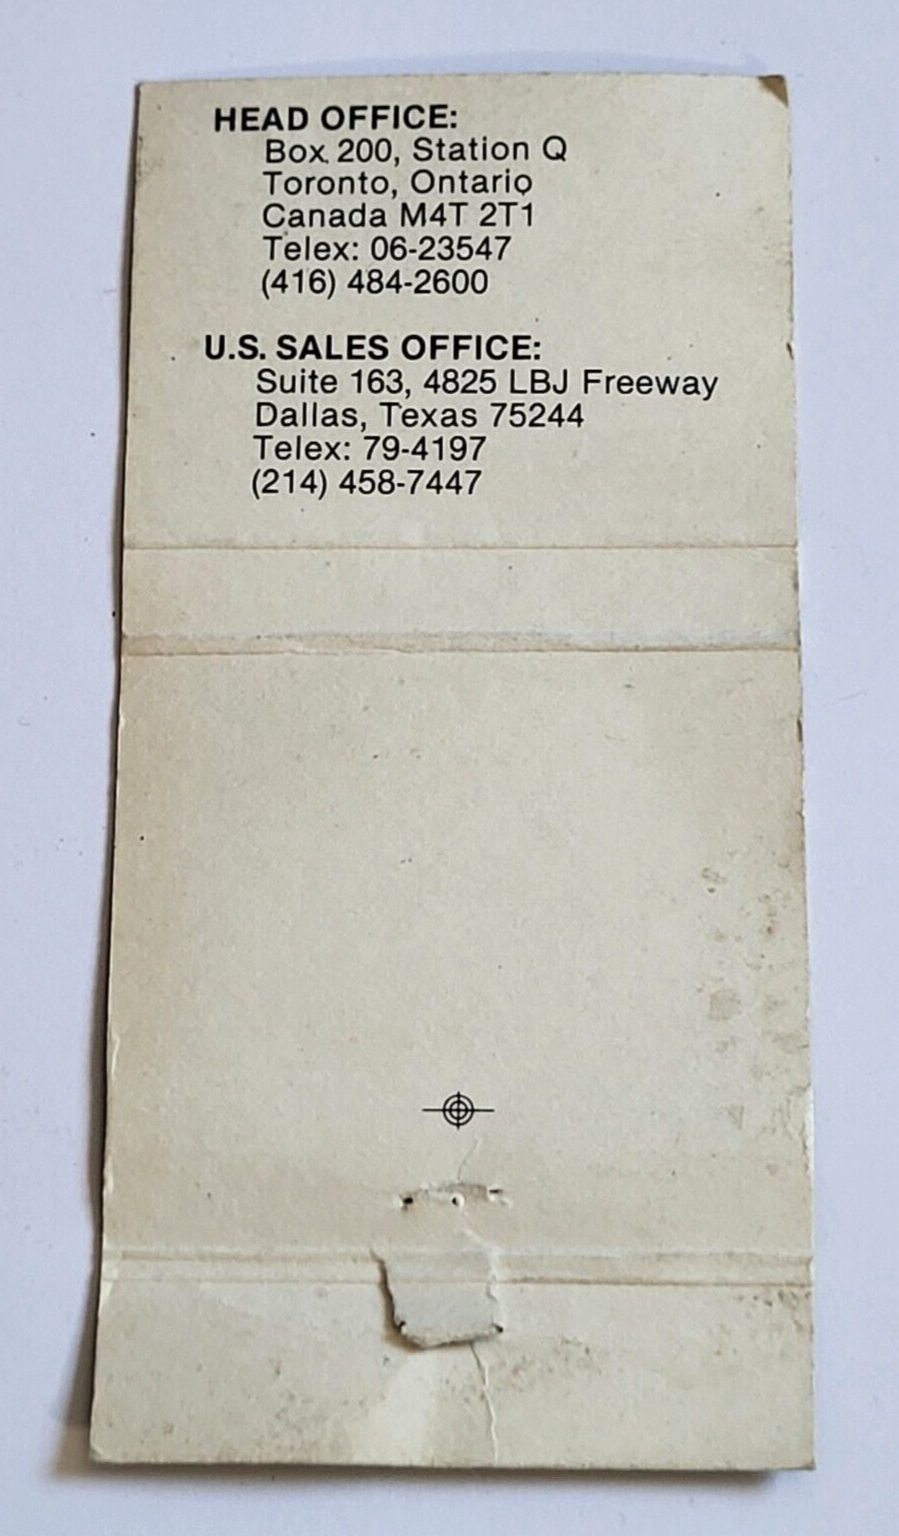 HEAD OFFICE:
Box 200, Station Q
Toronto, Ontario
Canada M4T 2T1
Telex: 06-23547
(416) 484-2600
U.S. SALES OFFICE:
Suite 163, 4825 LBJ Freeway
Dallas, Texas 75244
Telex: 79-4197
(214) 458-7447